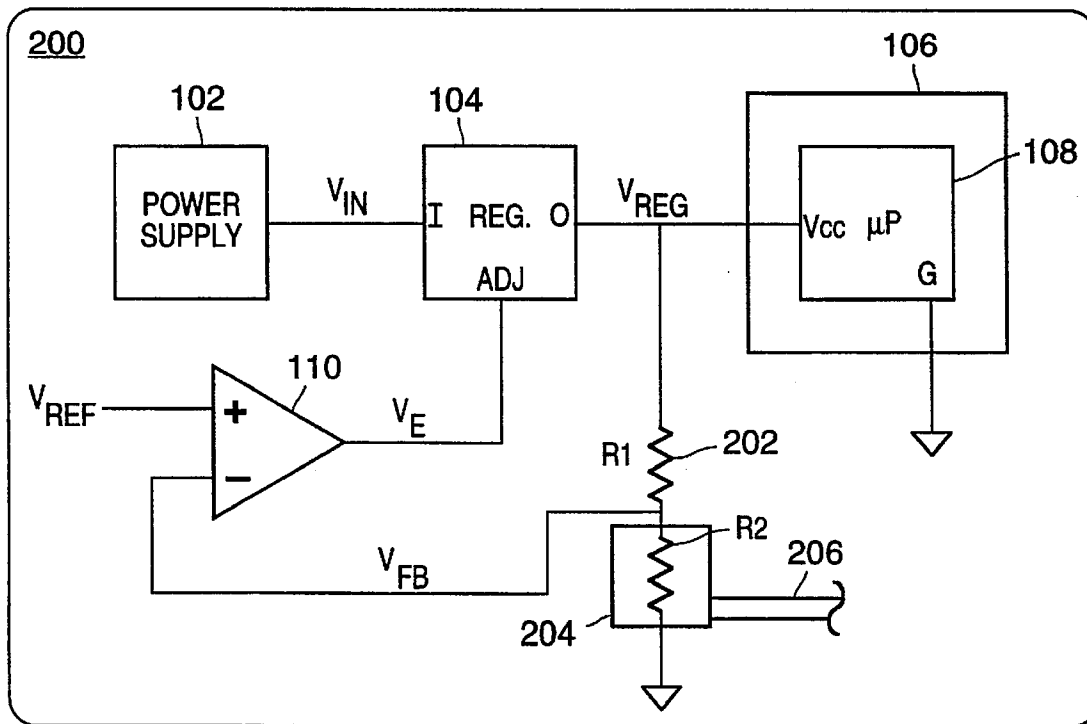 200
102
104
106
108
POWER
SUPPLY
V_IN
I REG. O
ADJ
V_REG
Vcc μP
G
110
V_REF
+
−
V_E
R1
202
V_FB
R2
204
206